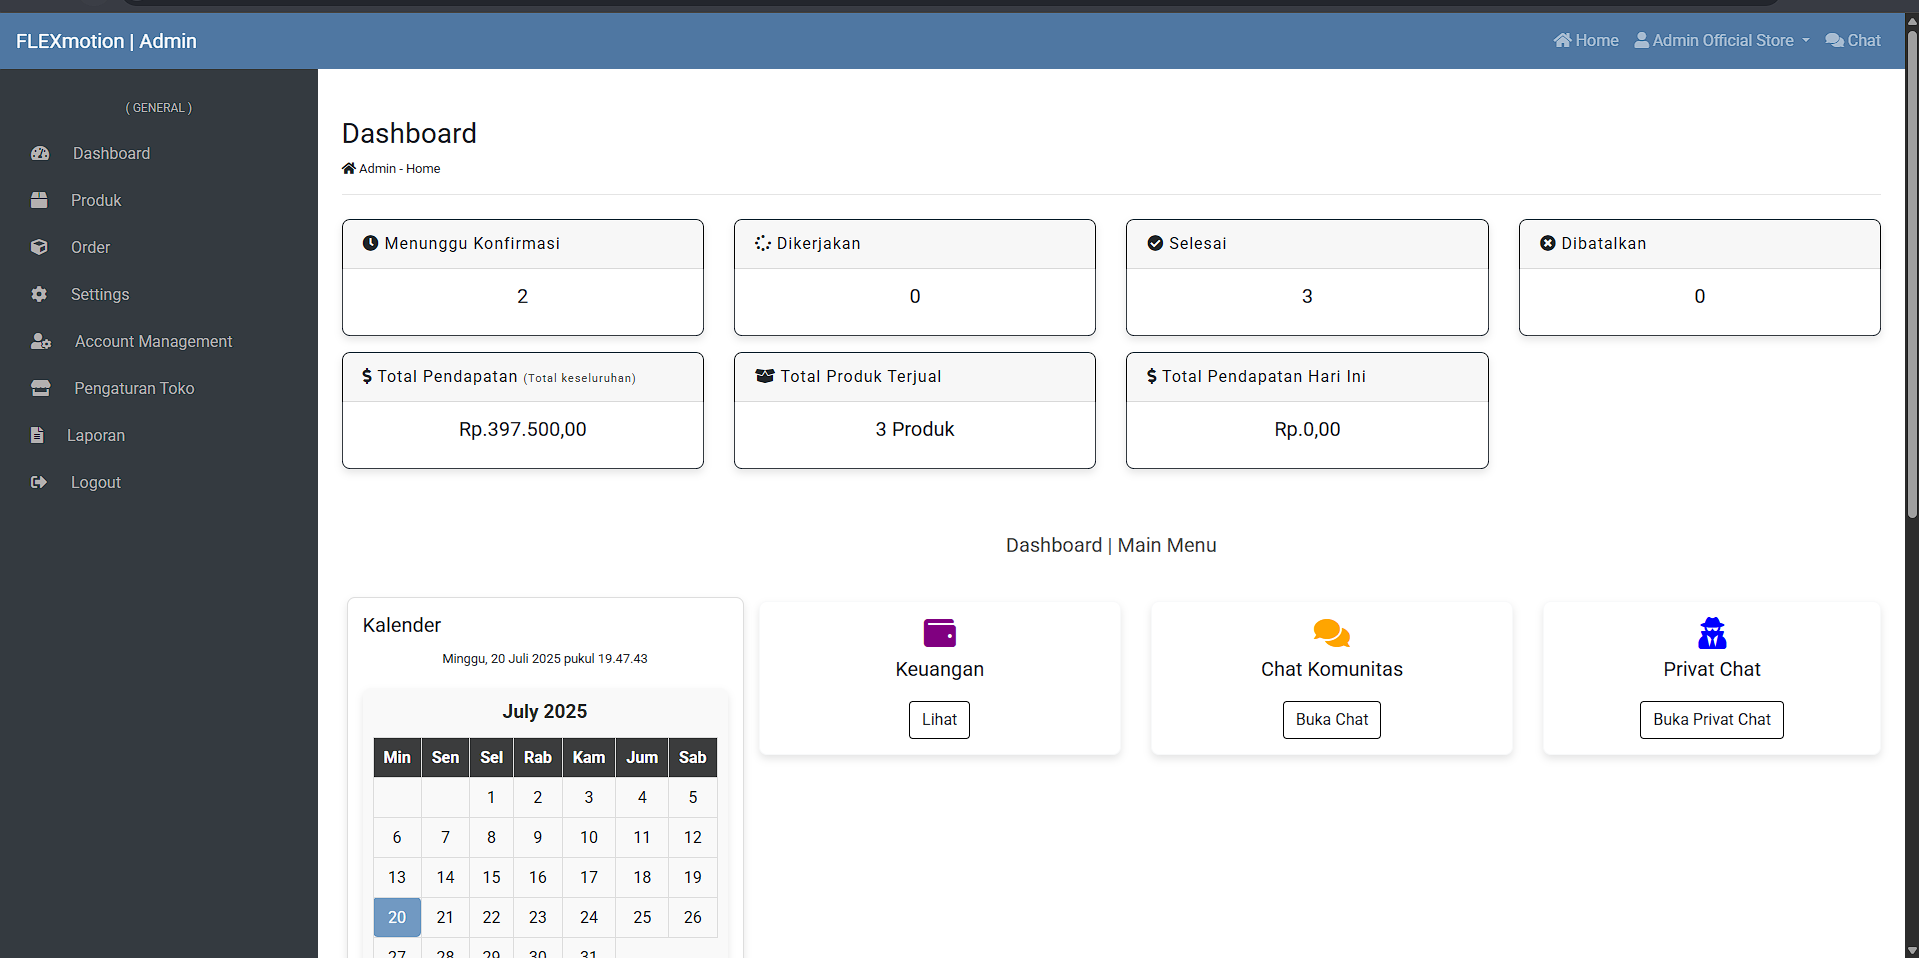 FLEXmotion | Admin
Home
Admin Official Store
Chat
( GENERAL )
Dashboard
Produk
Order
Settings
Account Management
Pengaturan Toko
Laporan
Logout
Dashboard
Admin - Home
Menunggu Konfirmasi
2
Dikerjakan
0
Selesai
3
Dibatalkan
0
Total Pendapatan (Total keseluruhan)
Rp.397.500,00
Total Produk Terjual
3 Produk
Total Pendapatan Hari Ini
Rp.0,00
Dashboard | Main Menu
Kalender
Minggu, 20 Juli 2025 pukul 19.47.43
July 2025
Min Sen Sel Rab Kam Jum Sab
1 2 3 4 5
6 7 8 9 10 11 12
13 14 15 16 17 18 19
20 21 22 23 24 25 26
27 28 29 30 31
Keuangan
Lihat
Chat Komunitas
Buka Chat
Privat Chat
Buka Privat Chat